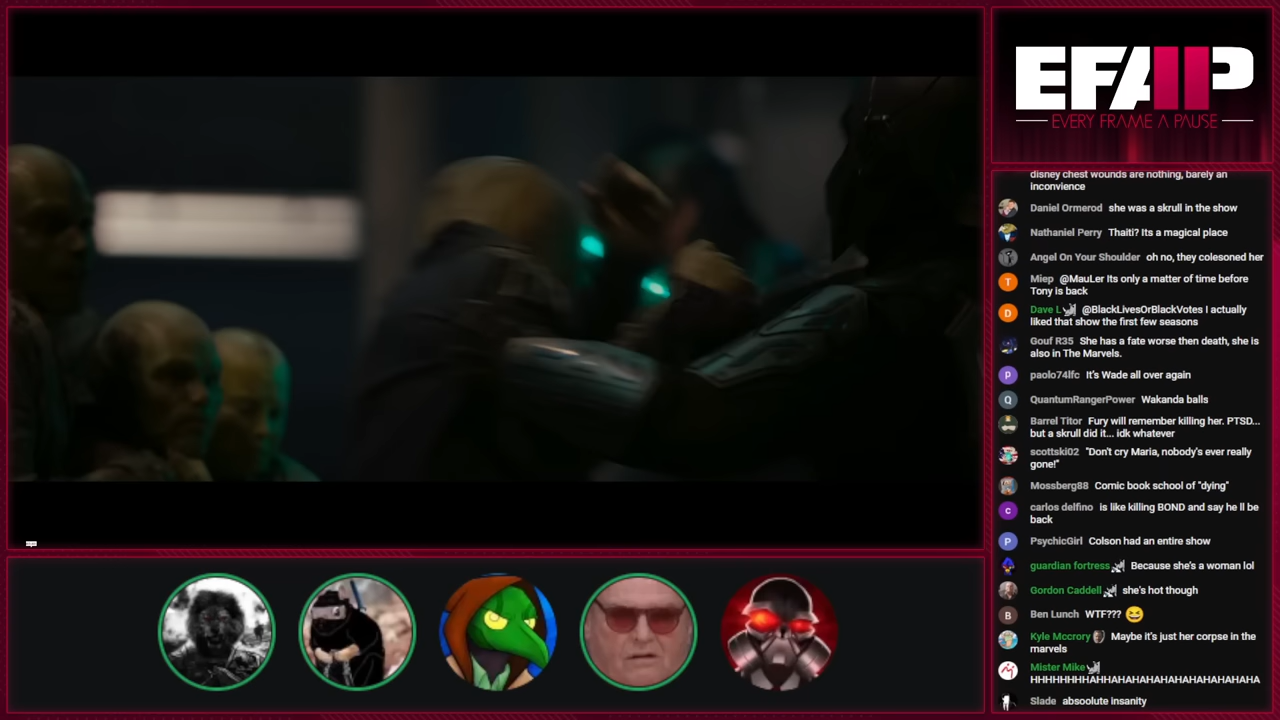 EFAP
EVERY FRAME A PAUSE
disney chest wounds are nothing, barely an
inconvience
Daniel Ormerod she was a skrull in the show
Nathaniel Perry Thaiti? Its a magical place
Angel On Your Shoulder oh no, they colesoned her
T
Miep @MauLer Its only a matter of time before
Tony is back
D
Dave L @BlackLivesOrBlackVotes I actually
liked that show the first few seasons
Gouf R35 She has a fate worse then death, she is
also in The Marvels.
P
paolo74lfc It's Wade all over again
Q
QuantumRangerPower Wakanda balls
Barrel Titor Fury will remember killing her. PTSD...
but a skrull did it... idk whatever
scottski02 "Don't cry Maria, nobody's ever really
gone!"
Mossberg88 Comic book school of "dying"
c
carlos delfino is like killing BOND and say he ll be
back
P
PsychicGirl Colson had an entire show
guardian fortress Because she's a woman lol
Gordon Caddell she's hot though
B
Ben Lunch WTF???
Kyle Mccrory Maybe it's just her corpse in the
marvels
Mister Mike
HHHHHHHHAHHAHAHAHAHAHAHAHAHAHA
Slade absoolute insanity